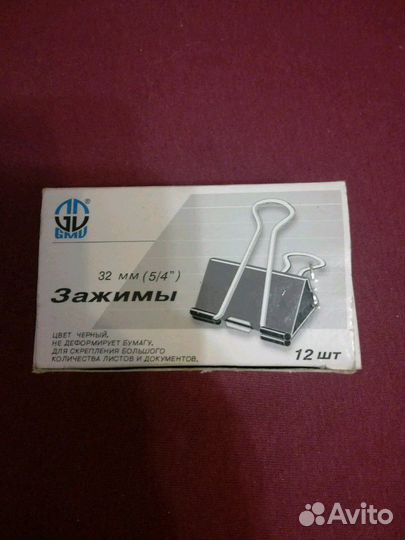 GMV
32 мм (5/4")
Зажимы
ЦВЕТ ЧЕРНЫЙ,
НЕ ДЕФОРМИРУЕТ БУМАГУ,
ДЛЯ СКРЕПЛЕНИЯ БОЛЬШОГО
КОЛИЧЕСТВА ЛИСТОВ И ДОКУМЕНТОВ.
12 шт
Avito